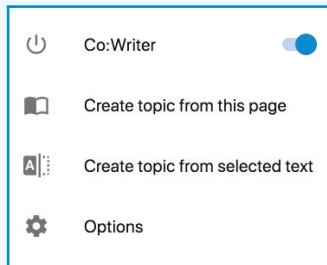 Co:Writer
Create topic from this page
Create topic from selected text
Options